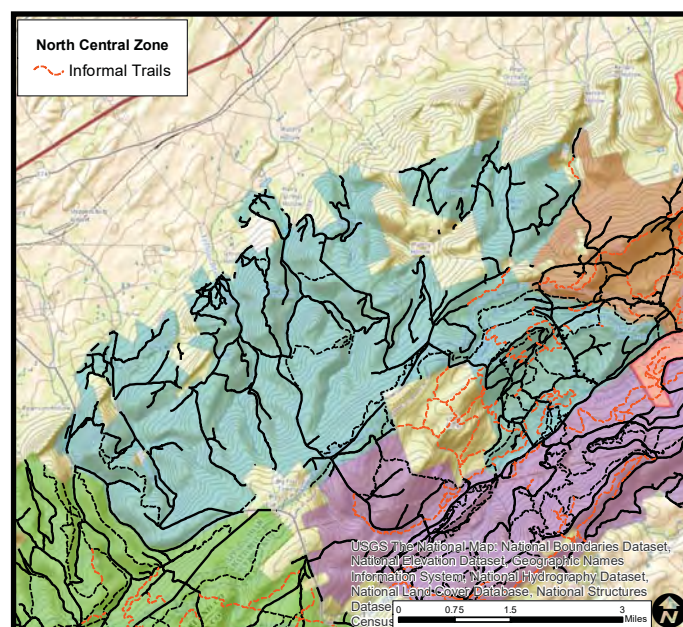 North Central Zone
Informal Trails
USGS The National Map: National Boundaries Dataset,
National Elevation Dataset, Geographic Names
Information System, National Hydrography Dataset,
National Land Cover Database, National Structures
Dataset
Census
0 0.75 1.5 3
Miles
N